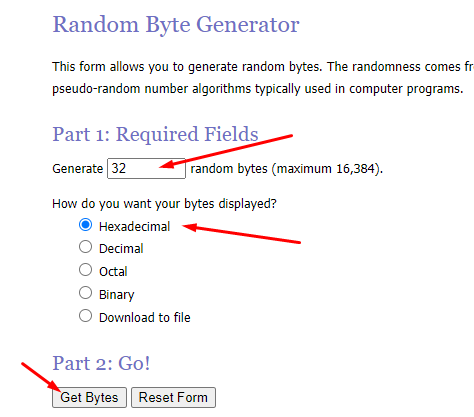 Random Byte Generator
This form allows you to generate random bytes. The randomness comes fr
pseudo-random number algorithms typically used in computer programs.
Part 1: Required Fields
Generate 32 random bytes (maximum 16,384).
How do you want your bytes displayed?
Hexadecimal
Decimal
Octal
Binary
Download to file
Part 2: Go!
Get Bytes Reset Form